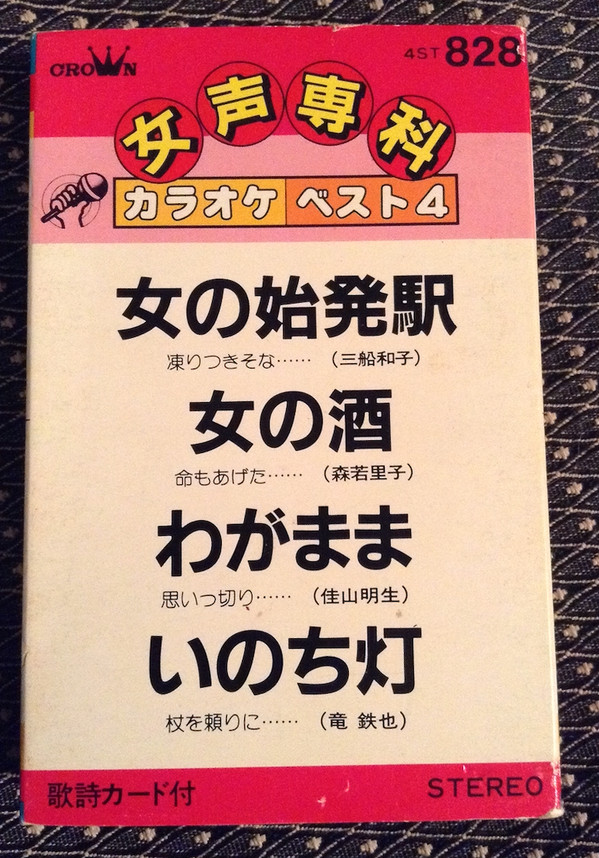 CROWN
4ST 828
女声専科
カラオケ ベスト4
女の始発駅
凍りつきそな…… (三船和子)
女の酒
命もあげた…… (森若里子)
わがまま
思いっ切り…… (佳山明生)
いのち灯
杖を頼りに…… (竜 鉄也)
歌詩カード付
STEREO